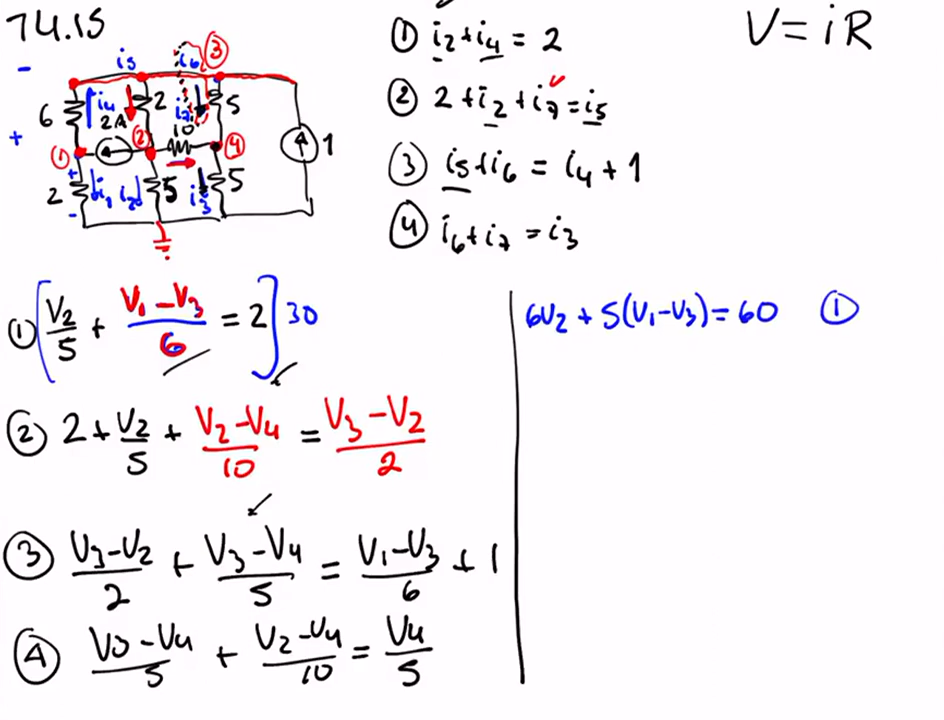 T4.15
V = iR
① i2 + i4 = 2
② 2 + i2 + i7 = i5
③ i5 + i6 = i4 + 1
④ i6 + i7 = i3
- i5 i6 ③
6 i4 2A 2 i7 10 5
+ ① ② ④ 1
+ 2 - i1 i2 5 i3 5
① [V2/5 + (V1 - V3)/6 = 2] 30
6V2 + 5(V1 - V3) = 60 ①
② 2 + V2/5 + (V2 - V4)/10 = (V3 - V2)/2
③ (V3 - V2)/2 + (V3 - V4)/5 = (V1 - V3)/6 + 1
④ (V3 - V4)/5 + (V2 - V4)/10 = V4/5